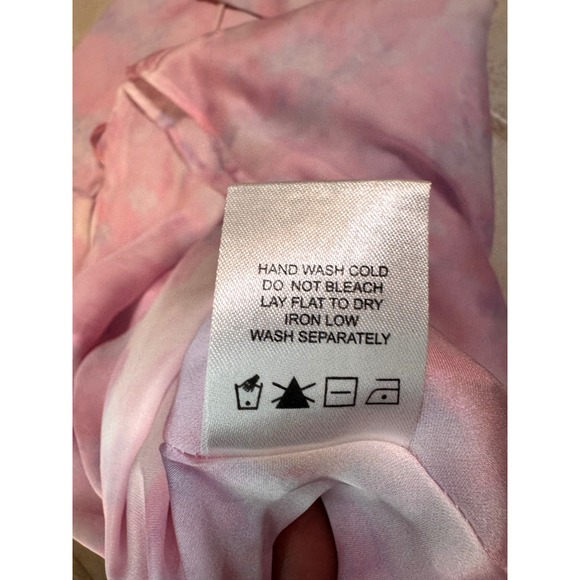 HAND WASH COLD
DO NOT BLEACH
LAY FLAT TO DRY
IRON LOW
WASH SEPARATELY